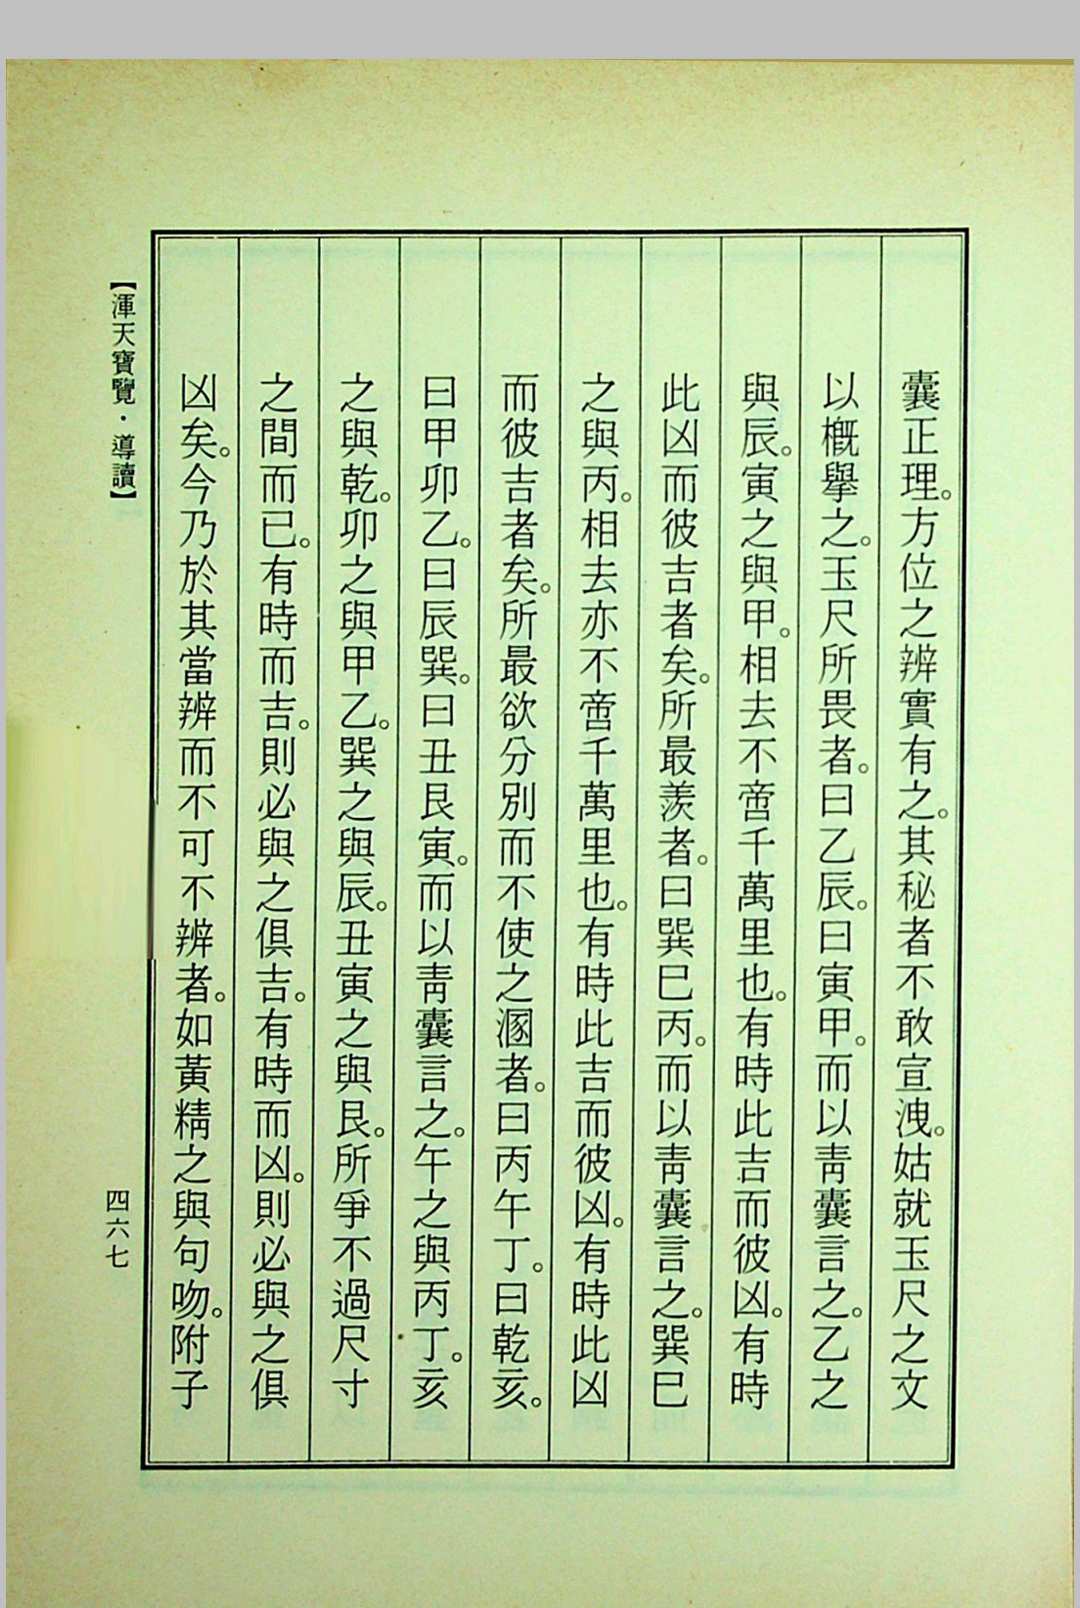 囊正理。方位之辨實有之。其秘者不敢宣洩。姑就玉尺之文
以概舉之。玉尺所畏者。曰乙辰。曰寅甲。而以靑囊言之。乙之
與辰。寅之與甲。相去不啻千萬里也。有時此吉而彼凶。有時
此凶而彼吉者矣。所最羨者。曰巽巳丙。而以靑囊言之。巽巳
之與丙。相去亦不啻千萬里也。有時此吉而彼凶。有時此凶
而彼吉者矣。所最欲分別而不使之溷者。曰丙午丁。曰乾亥。
曰甲卯乙。曰辰巽。曰丑艮寅。而以靑囊言之。午之與丙丁。亥
之與乾。卯之與甲乙。巽之與辰。丑寅之與艮。所爭不過尺寸
之間而已。有時而吉。則必與之俱吉。有時而凶。則必與之俱
凶矣。今乃於其當辨而不可不辨者。如黃精之與句吻。附子
【渾天寶覽・導讀】
四六七